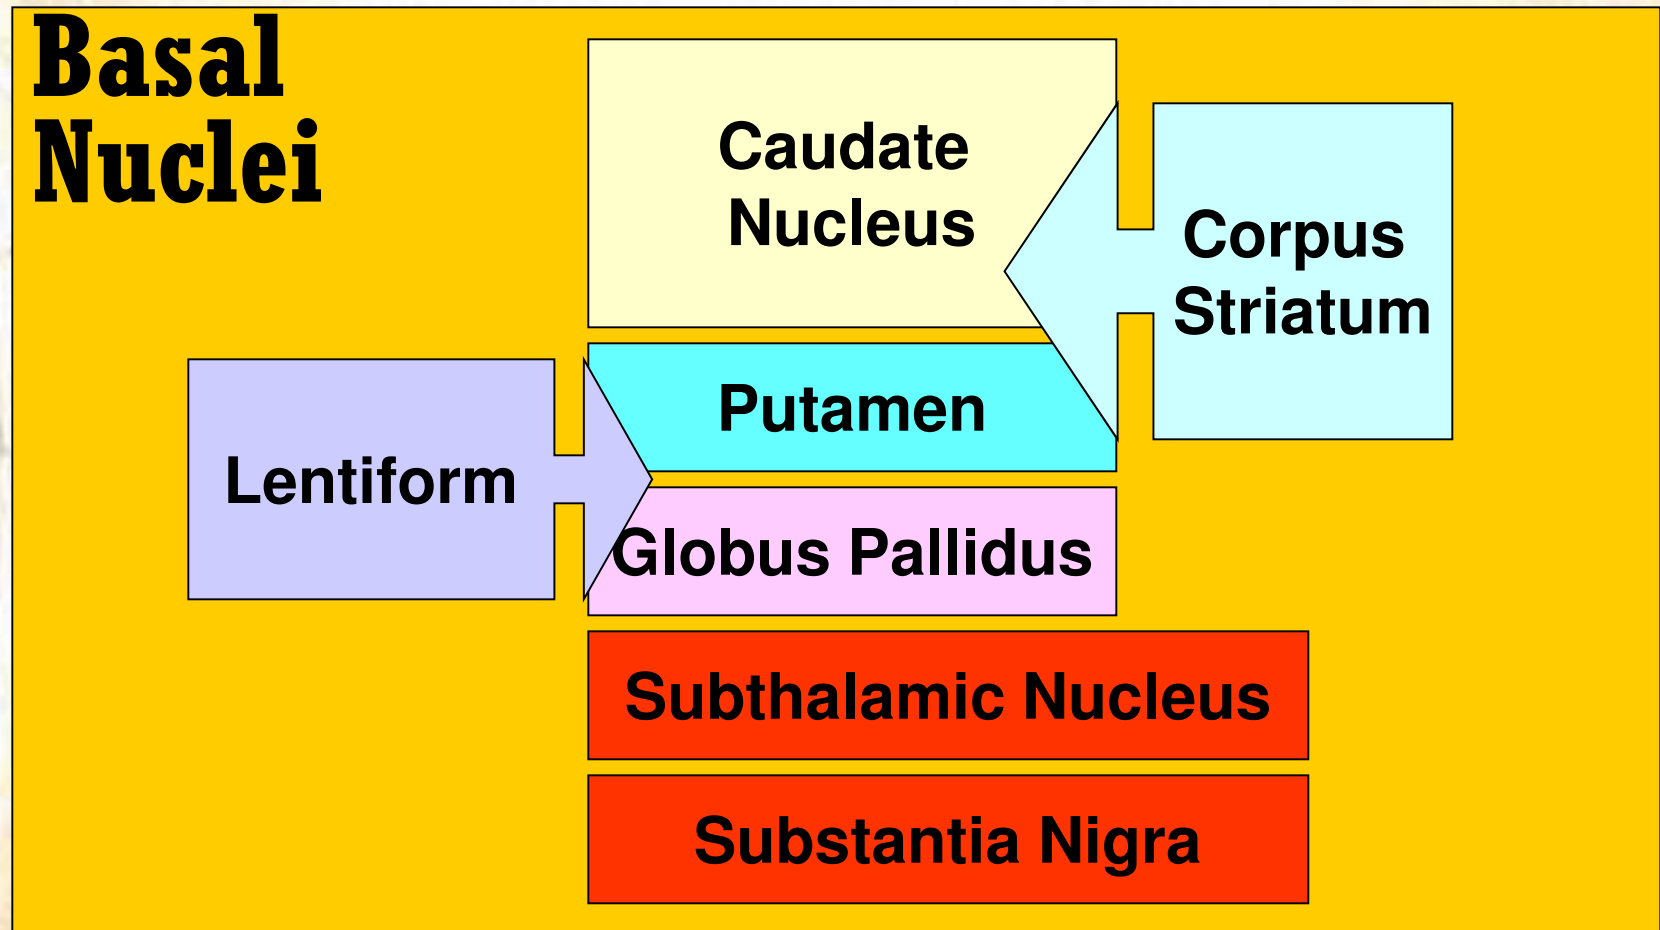 Basal
Nuclei
Caudate
Nucleus
Corpus
Striatum
Putamen
Lentiform
Globus Pallidus
Subthalamic Nucleus
Substantia Nigra